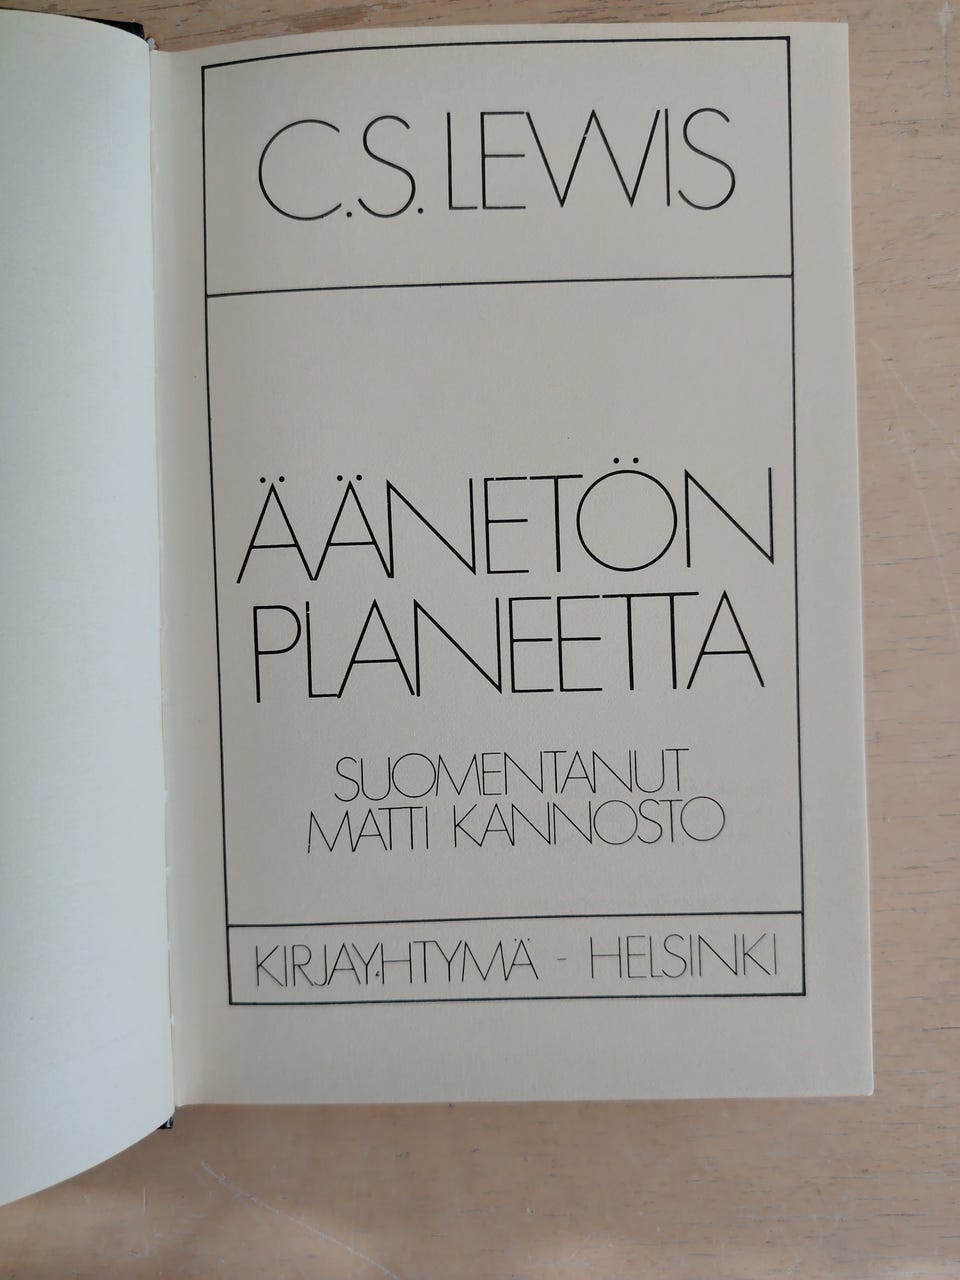 C.S. LEWIS
ÄÄNETÖN
PLANEETTA
SUOMENTANUT
MATTI KANNOSTO
KIRJAYHTYMÄ - HELSINKI